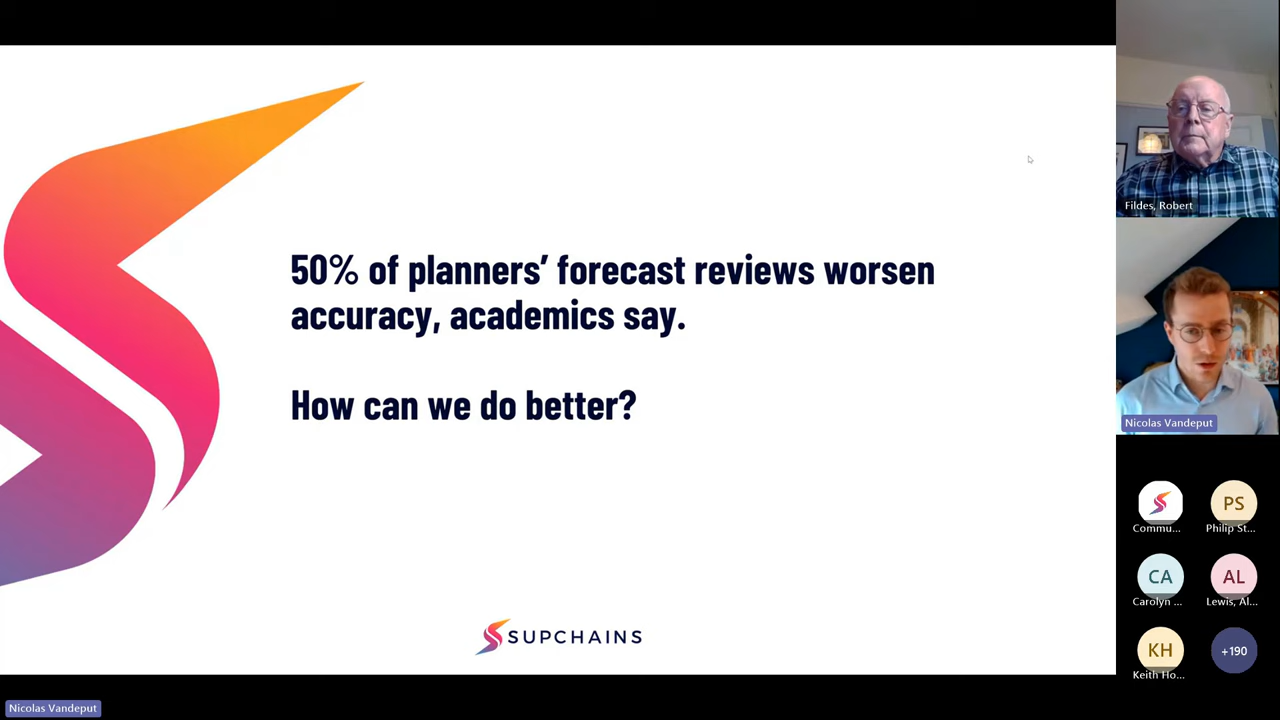 50% of planners’ forecast reviews worsen
accuracy, academics say.
How can we do better?
SUPCHAINS
Fildes, Robert
Nicolas Vandeput
Commu...
PS
Philip St...
CA
Carolyn ...
AL
Lewis, Al...
KH
Keith Ho...
+190
Nicolas Vandeput